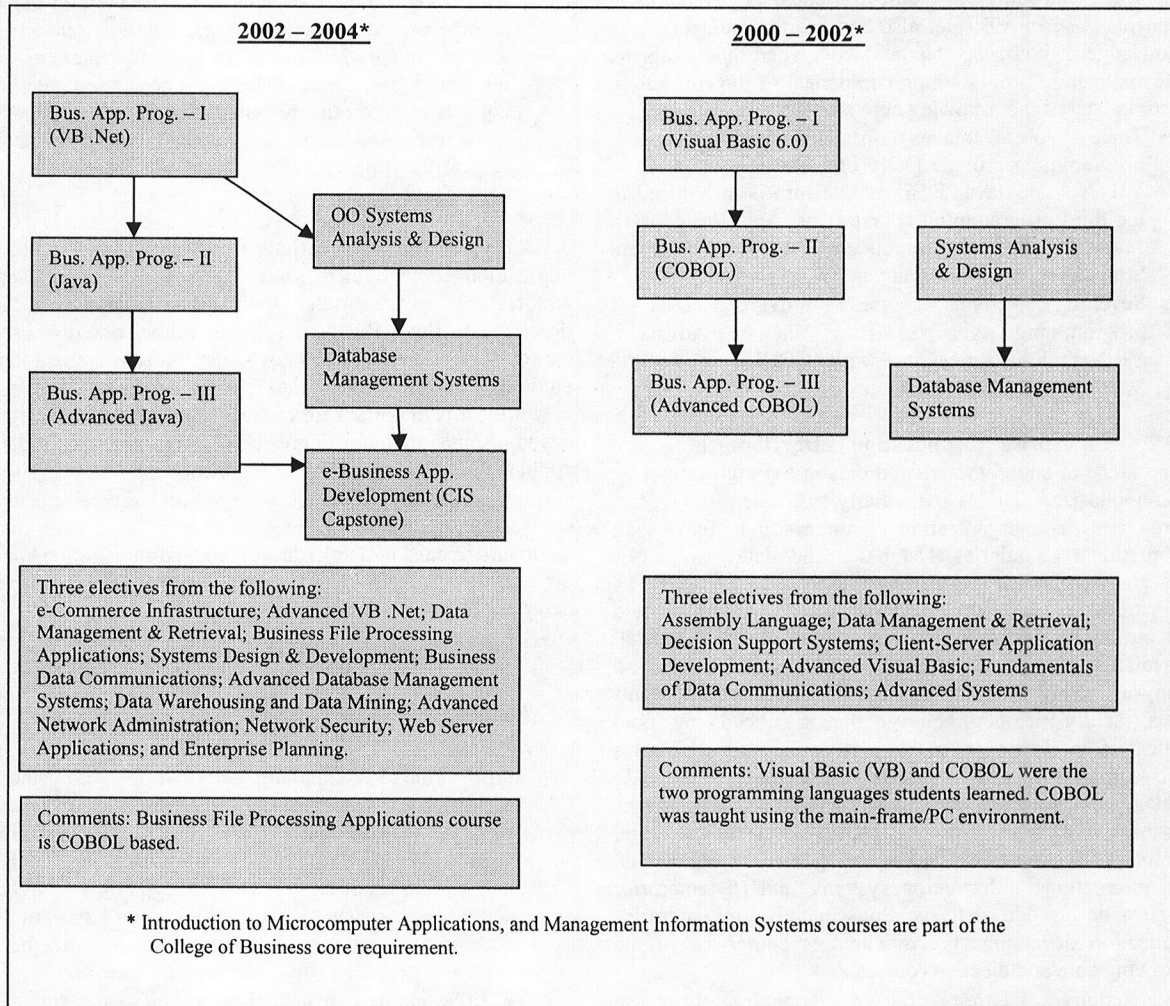 2002 – 2004*
Bus. App. Prog. – I
(VB .Net)
OO Systems
Analysis & Design
Bus. App. Prog. – II
(Java)
Database
Management Systems
Bus. App. Prog. – III
(Advanced Java)
e-Business App.
Development (CIS
Capstone)
Three electives from the following:
e-Commerce Infrastructure; Advanced VB .Net; Data
Management & Retrieval; Business File Processing
Applications; Systems Design & Development; Business
Data Communications; Advanced Database Management
Systems; Data Warehousing and Data Mining; Advanced
Network Administration; Network Security; Web Server
Applications; and Enterprise Planning.
Comments: Business File Processing Applications course
is COBOL based.
2000 – 2002*
Bus. App. Prog. – I
(Visual Basic 6.0)
Bus. App. Prog. – II
(COBOL)
Systems Analysis
& Design
Bus. App. Prog. – III
(Advanced COBOL)
Database Management
Systems
Three electives from the following:
Assembly Language; Data Management & Retrieval;
Decision Support Systems; Client-Server Application
Development; Advanced Visual Basic; Fundamentals
of Data Communications; Advanced Systems
Comments: Visual Basic (VB) and COBOL were the
two programming languages students learned. COBOL
was taught using the main-frame/PC environment.
* Introduction to Microcomputer Applications, and Management Information Systems courses are part of the
College of Business core requirement.